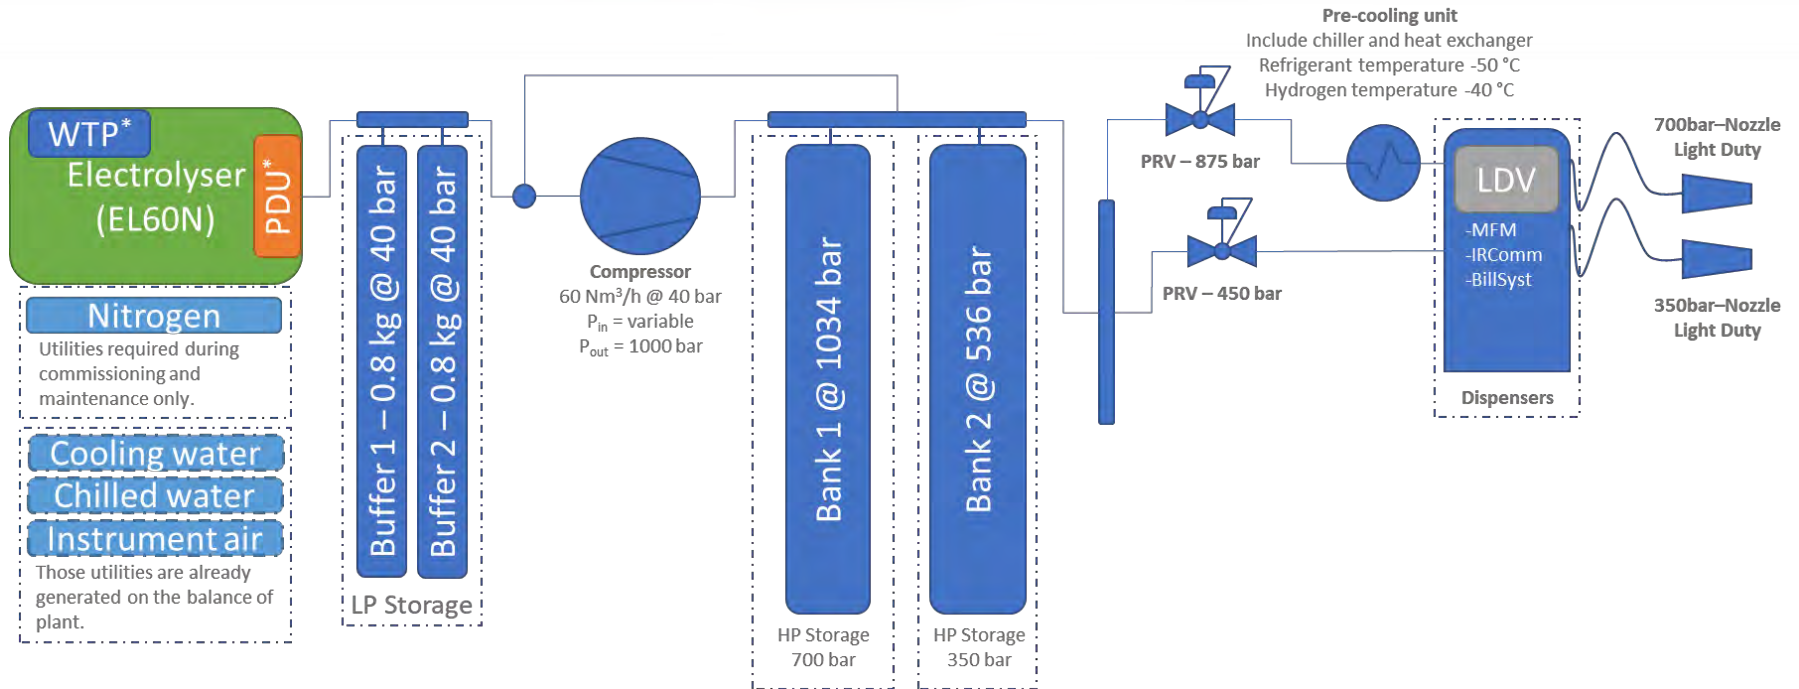 WTP*
Electrolyser
(EL60N)
PDU*
Nitrogen
Utilities required during
commissioning and
maintenance only.
Cooling water
Chilled water
Instrument air
Those utilities are already
generated on the balance of
plant.
Buffer 1 – 0.8 kg @ 40 bar
Buffer 2 – 0.8 kg @ 40 bar
LP Storage
Compressor
60 Nm³/h @ 40 bar
Pin = variable
Pout = 1000 bar
Bank 1 @ 1034 bar
HP Storage
700 bar
Bank 2 @ 536 bar
HP Storage
350 bar
Pre-cooling unit
Include chiller and heat exchanger
Refrigerant temperature -50 °C
Hydrogen temperature -40 °C
PRV – 875 bar
PRV – 450 bar
LDV
-MFM
-IRComm
-BillSyst
Dispensers
700bar–Nozzle
Light Duty
350bar–Nozzle
Light Duty